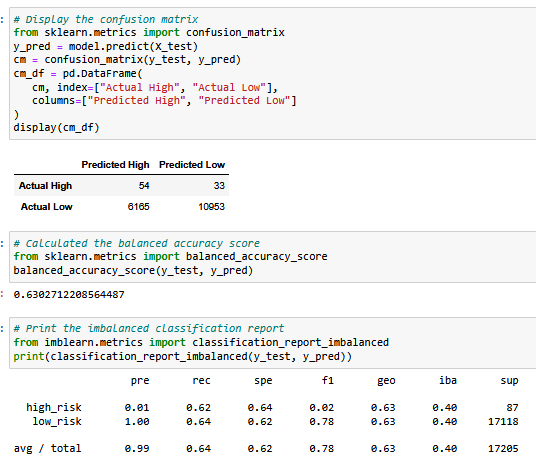 # Display the confusion matrix
from sklearn.metrics import confusion_matrix
y_pred = model.predict(X_test)
cm = confusion_matrix(y_test, y_pred)
cm_df = pd.DataFrame(
cm, index=["Actual High", "Actual Low"],
columns=["Predicted High", "Predicted Low"]
)
display(cm_df)
Predicted High Predicted Low
Actual High 54 33
Actual Low 6165 10953
# Calculated the balanced accuracy score
from sklearn.metrics import balanced_accuracy_score
balanced_accuracy_score(y_test, y_pred)
0.6302712208564487
# Print the imbalanced classification report
from imblearn.metrics import classification_report_imbalanced
print(classification_report_imbalanced(y_test, y_pred))
pre rec spe f1 geo iba sup
high_risk 0.01 0.62 0.64 0.02 0.63 0.40 87
low_risk 1.00 0.64 0.62 0.78 0.63 0.40 17118
avg / total 0.99 0.64 0.62 0.78 0.63 0.40 17205